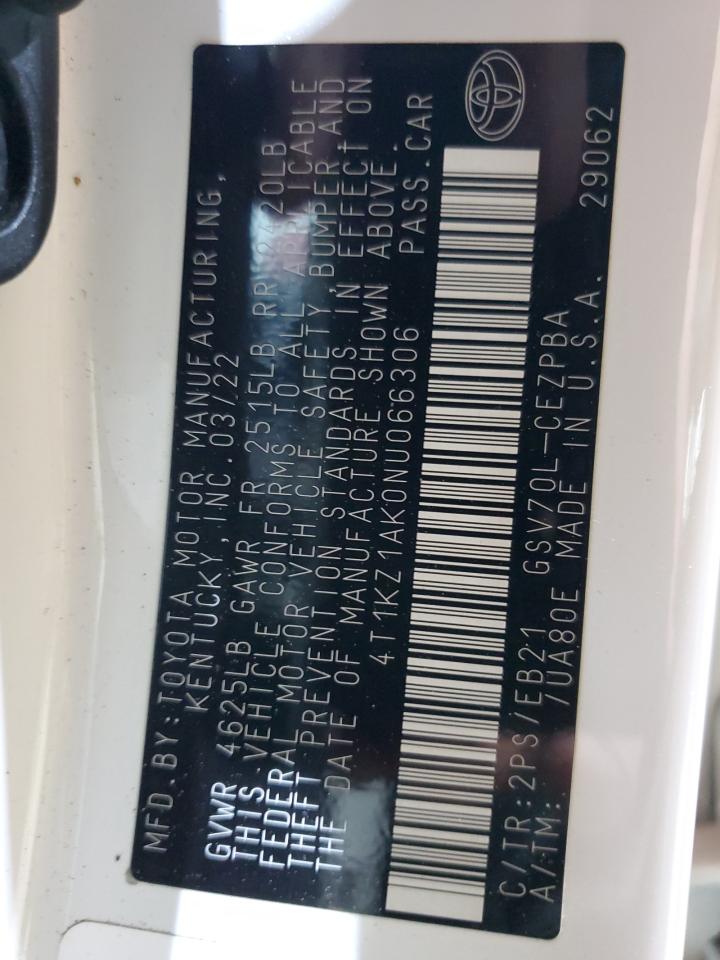 MFD.BY:TOYOTA MOTOR MANUFACTURING,
KENTUCKY,INC.03/22
GVWR 4625LB GAWR FR 2515LB RR 2420LB
THIS VEHICLE CONFORMS TO ALL APPLICABLE
FEDERAL MOTOR VEHICLE SAFETY, BUMPER,AND
THEFT PREVENTION STANDARDS IN EFFECT ON
THE DATE OF MANUFACTURE SHOWN ABOVE.
4T1KZ1AK0NU066306 PASS.CAR
C/TR:2PS/EB21 GSV70L-CEZPBA
A/TM: /UA80E MADE IN U.S.A. 29062